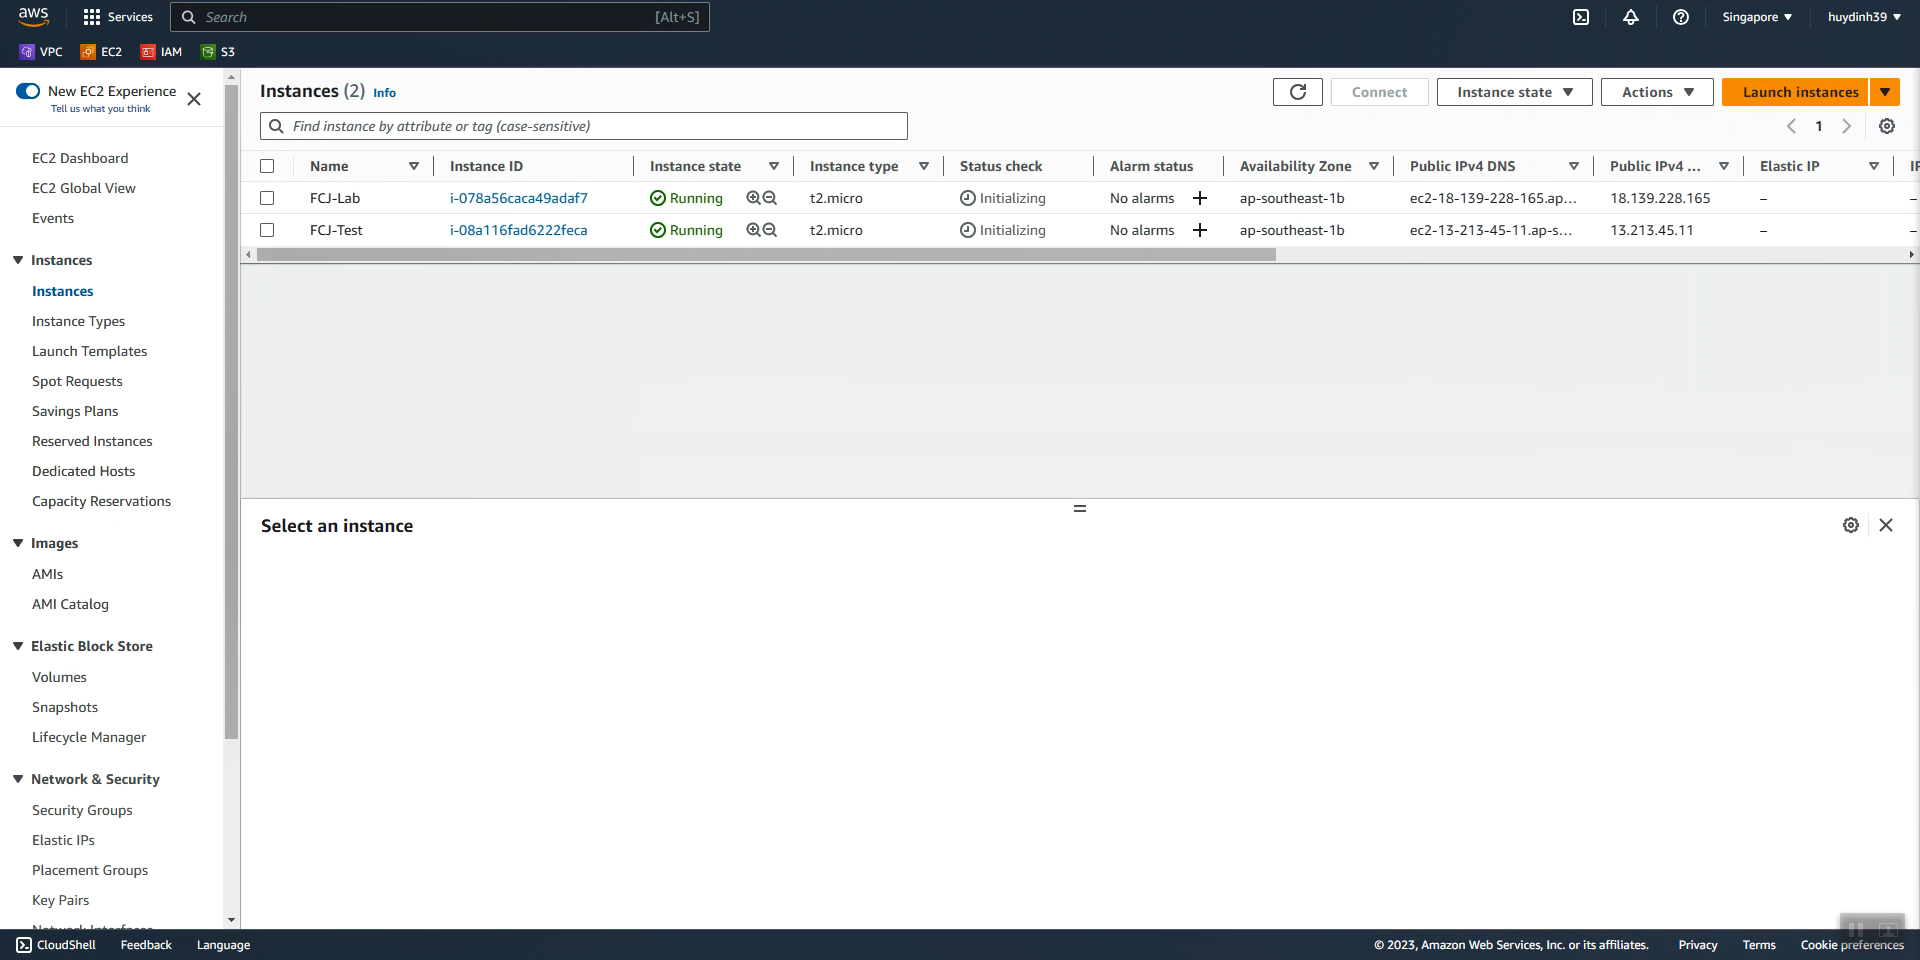 aws
Services
Search
[Alt+S]
Singapore
huydinh39
VPC
EC2
IAM
S3
New EC2 Experience
Tell us what you think
EC2 Dashboard
EC2 Global View
Events
Instances
Instances
Instance Types
Launch Templates
Spot Requests
Savings Plans
Reserved Instances
Dedicated Hosts
Capacity Reservations
Images
AMIs
AMI Catalog
Elastic Block Store
Volumes
Snapshots
Lifecycle Manager
Network & Security
Security Groups
Elastic IPs
Placement Groups
Key Pairs
Network Interfaces
Instances (2) Info
Connect
Instance state
Actions
Launch instances
Find instance by attribute or tag (case-sensitive)
1
Name Instance ID Instance state Instance type Status check Alarm status Availability Zone Public IPv4 DNS Public IPv4 ... Elastic IP
FCJ-Lab i-078a56caca49adaf7 Running t2.micro Initializing No alarms ap-southeast-1b ec2-18-139-228-165.ap... 18.139.228.165 –
FCJ-Test i-08a116fad6222feca Running t2.micro Initializing No alarms ap-southeast-1b ec2-13-213-45-11.ap-s... 13.213.45.11 –
Select an instance
CloudShell
Feedback
Language
© 2023, Amazon Web Services, Inc. or its affiliates.
Privacy
Terms
Cookie preferences